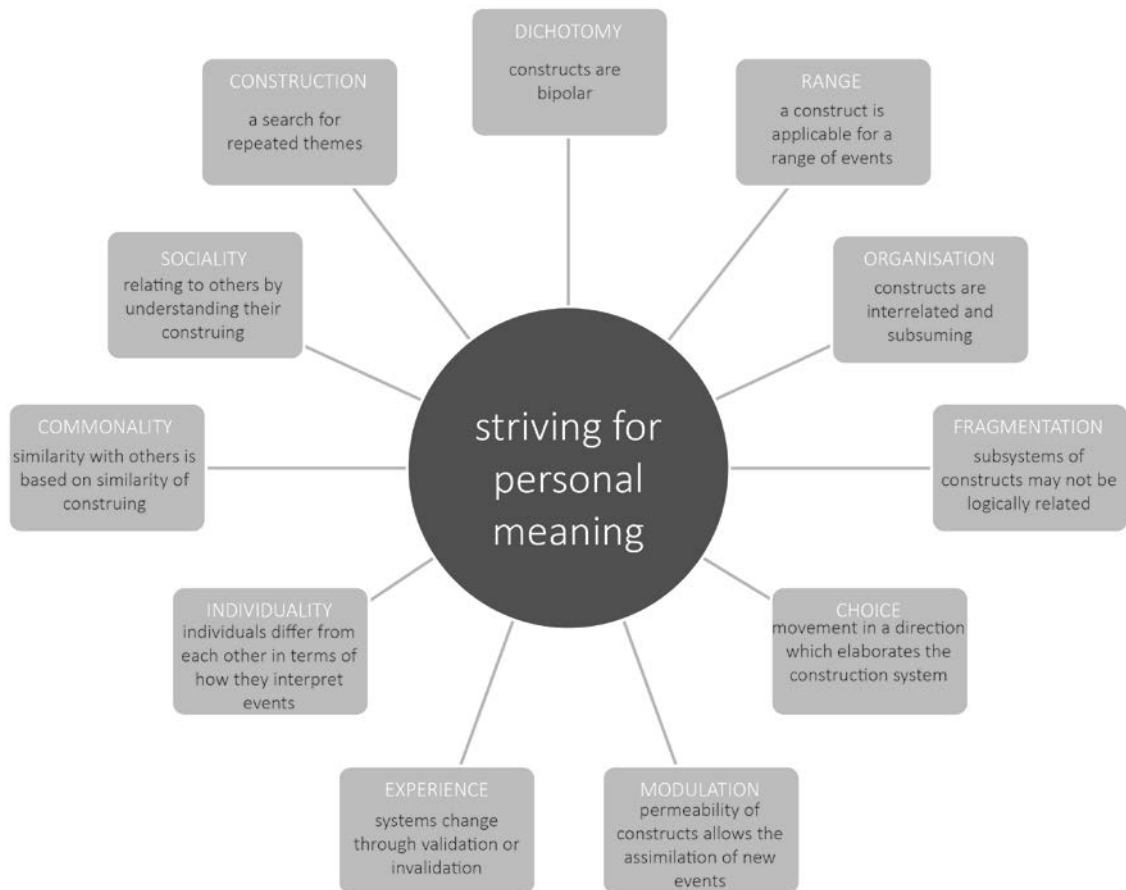 DICHOTOMY
constructs are
bipolar
RANGE
a construct is
applicable for a
range of events
ORGANISATION
constructs are
interrelated and
subsuming
FRAGMENTATION
subsystems of
constructs may not be
logically related
CHOICE
movement in a direction
which elaborates the
construction system
MODULATION
permeability of
constructs allows the
assimilation of new
events
EXPERIENCE
systems change
through validation or
invalidation
INDIVIDUALITY
individuals differ from
each other in terms of
how they interpret
events
COMMONALITY
similarity with others is
based on similarity of
construing
SOCIALITY
relating to others by
understanding their
construing
CONSTRUCTION
a search for
repeated themes
striving for
personal
meaning